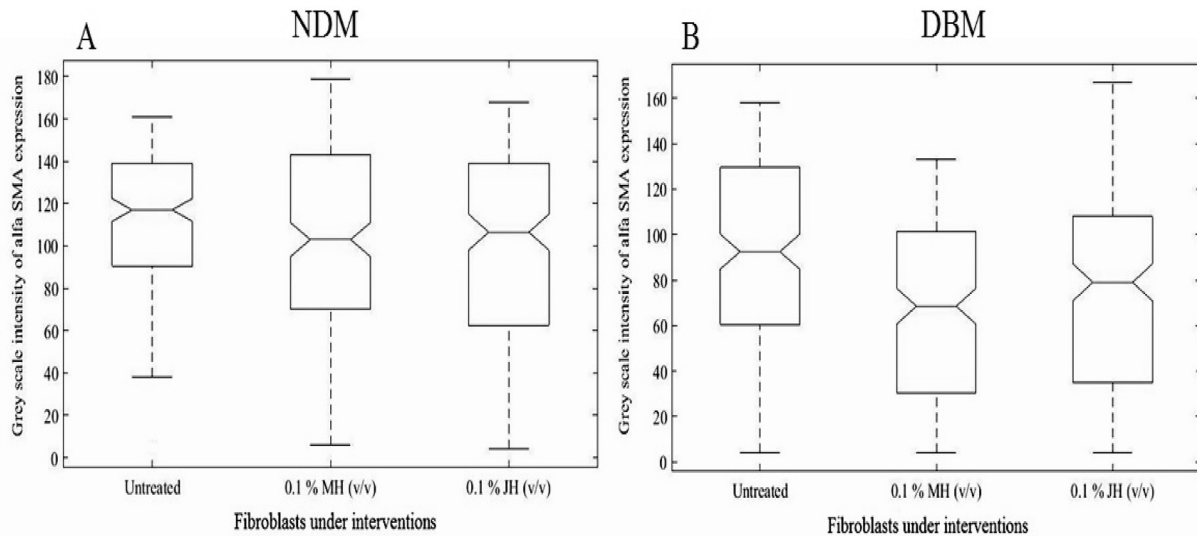 A
NDM
Grey scale intensity of alfa SMA expression
180
160
140
120
100
80
60
40
20
0
Untreated
0.1 % MH (v/v)
0.1 % JH (v/v)
Fibroblasts under interventions
B
DBM
Grey scale intensity of alfa SMA expression
160
140
120
100
80
60
40
20
0
Untreated
0.1 % MH (v/v)
0.1 % JH (v/v)
Fibroblasts under interventions